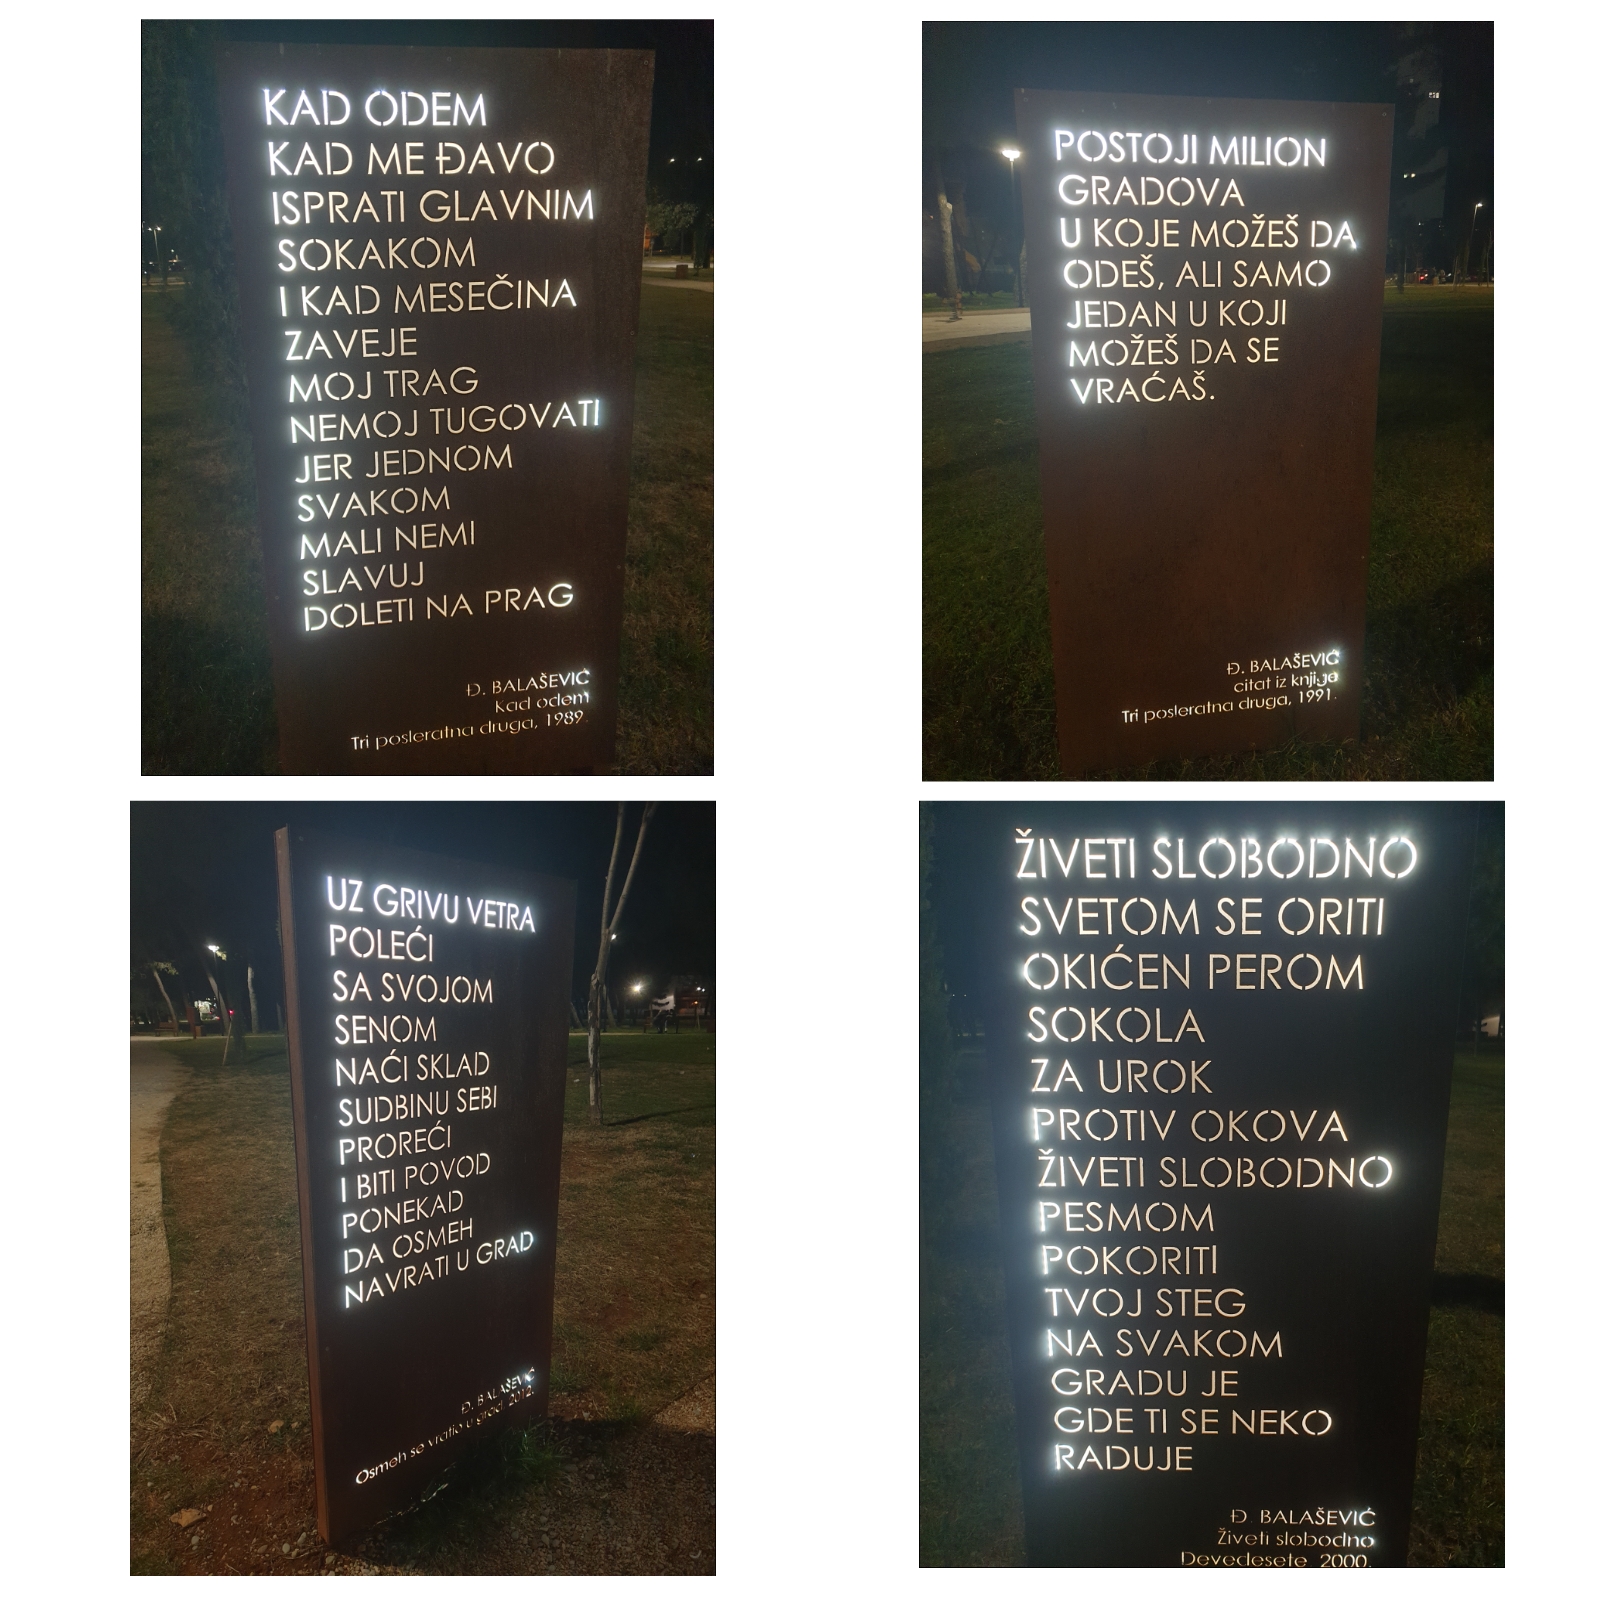 KAD ODEM
KAD ME ĐAVO
ISPRATI GLAVNIM
SOKAKOM
I KAD MESEČINA
ZAVEJE
MOJ TRAG
NEMOJ TUGOVATI
JER JEDNOM
SVAKOM
MALI NEMI
SLAVUJ
DOLETI NA PRAG
Đ. BALAŠEVIĆ
Kad odem
Tri posleratna druga, 1989.
POSTOJI MILION
GRADOVA
U KOJE MOŽEŠ DA
ODEŠ, ALI SAMO
JEDAN U KOJI
MOŽEŠ DA SE
VRAĆAŠ.
Đ. BALAŠEVIĆ
citat iz knjige
Tri posleratna druga, 1991.
UZ GRIVU VETRA
POLEĆI
SA SVOJOM
SENOM
NAĆI SKLAD
SUDBINU SEBI
PROREĆI
I BITI POVOD
PONEKAD
DA OSMEH
NAVRATI U GRAD
Đ. BALAŠEVIĆ
Osmeh se vratio u grad, 2012.
ŽIVETI SLOBODNO
SVETOM SE ORITI
OKIĆEN PEROM
SOKOLA
ZA UROK
PROTIV OKOVA
ŽIVETI SLOBODNO
PESMOM
POKORITI
TVOJ STEG
NA SVAKOM
GRADU JE
GDE TI SE NEKO
RADUJE
Đ. BALAŠEVIĆ
Živeti slobodno
Devedesete, 2000.